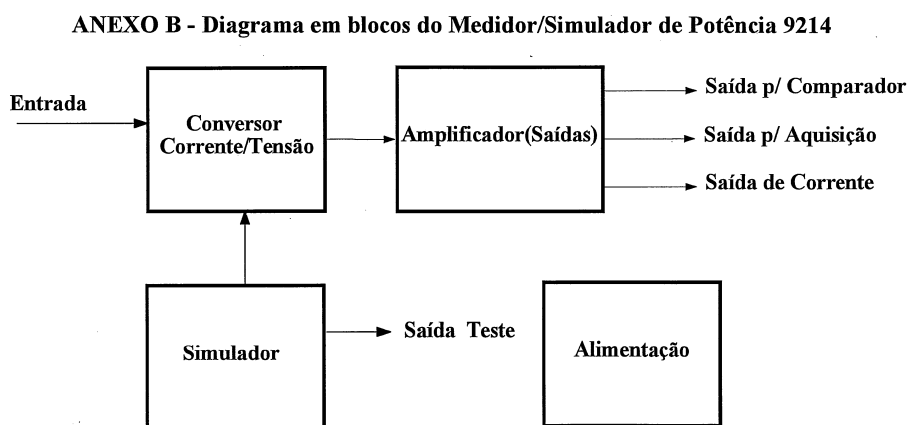 ANEXO B - Diagrama em blocos do Medidor/Simulador de Potência 9214
Entrada
Conversor
Corrente/Tensão
Amplificador(Saídas)
Saída p/ Comparador
Saída p/ Aquisição
Saída de Corrente
Simulador
Saída Teste
Alimentação